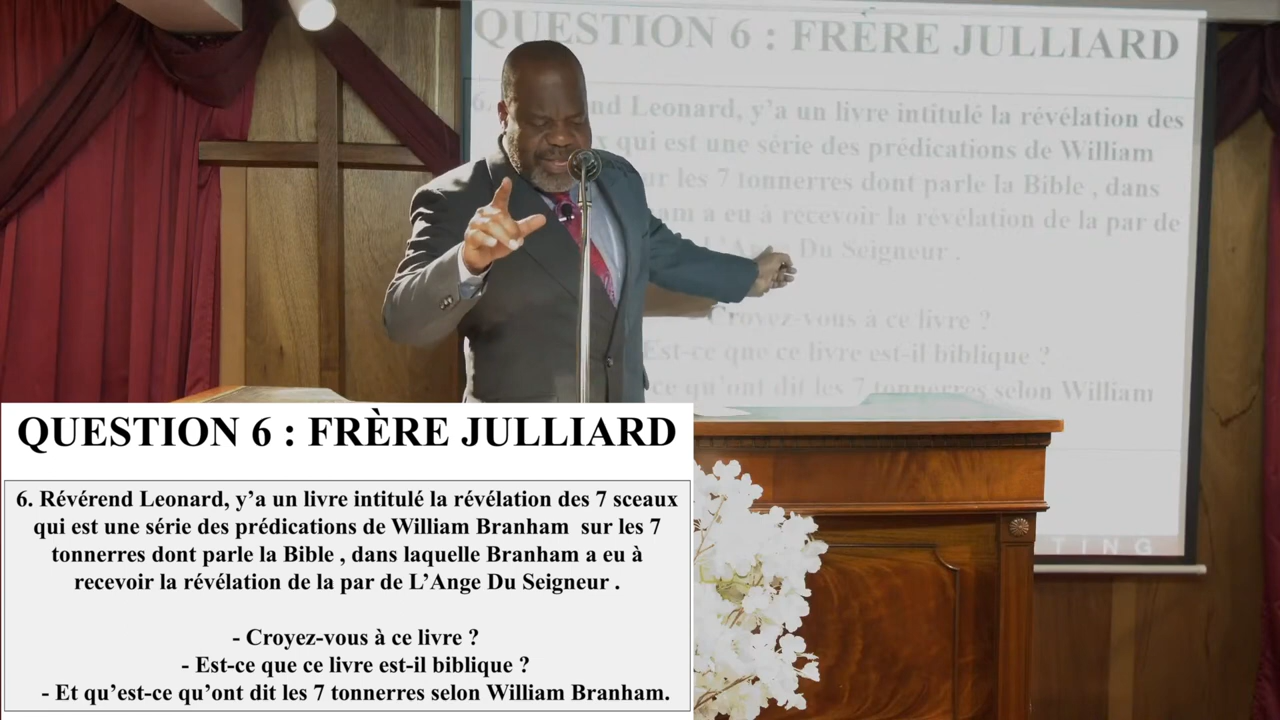 QUESTION 6 : FRÈRE JULLIARD
nd Leonard, y'a un livre intitulé la révélation des
qui est une série des prédications de William
les 7 tonnerres dont parle la Bible , dans
a eu à recevoir la révélation de la par de
L'Ange Du Seigneur .
Croyez-vous à ce livre ?
Est-ce que ce livre est-il biblique ?
ce qu'ont dit les 7 tonnerres selon William
TING
QUESTION 6 : FRÈRE JULLIARD
6. Révérend Leonard, y'a un livre intitulé la révélation des 7 sceaux
qui est une série des prédications de William Branham sur les 7
tonnerres dont parle la Bible , dans laquelle Branham a eu à
recevoir la révélation de la par de L'Ange Du Seigneur .
- Croyez-vous à ce livre ?
- Est-ce que ce livre est-il biblique ?
- Et qu'est-ce qu'ont dit les 7 tonnerres selon William Branham.